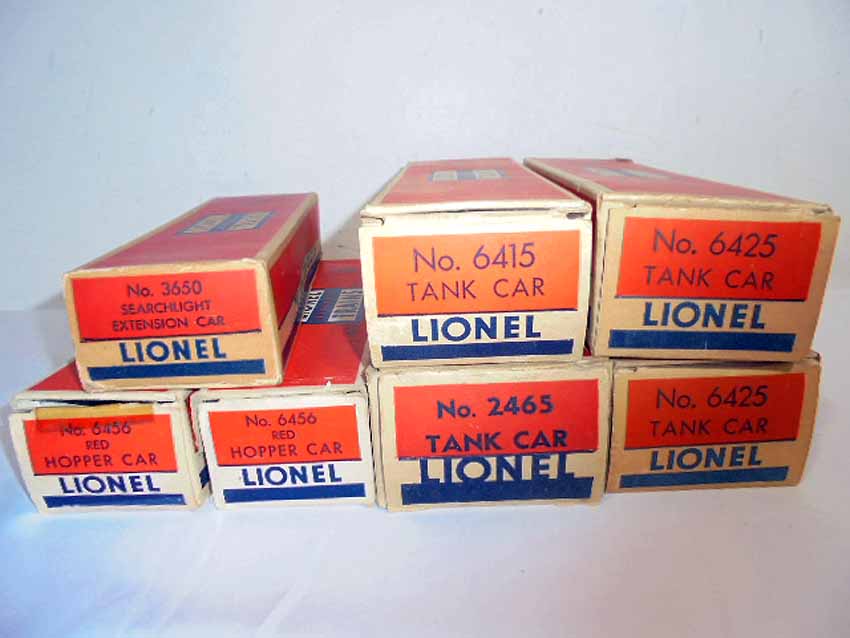 No. 3650
SEARCHLIGHT
EXTENSION CAR
LIONEL
No. 6415
TANK CAR
LIONEL
No. 6425
TANK CAR
LIONEL
No. 6456
RED
HOPPER CAR
LIONEL
No. 6456
RED
HOPPER CAR
LIONEL
No. 2465
TANK CAR
LIONEL
No. 6425
TANK CAR
LIONEL